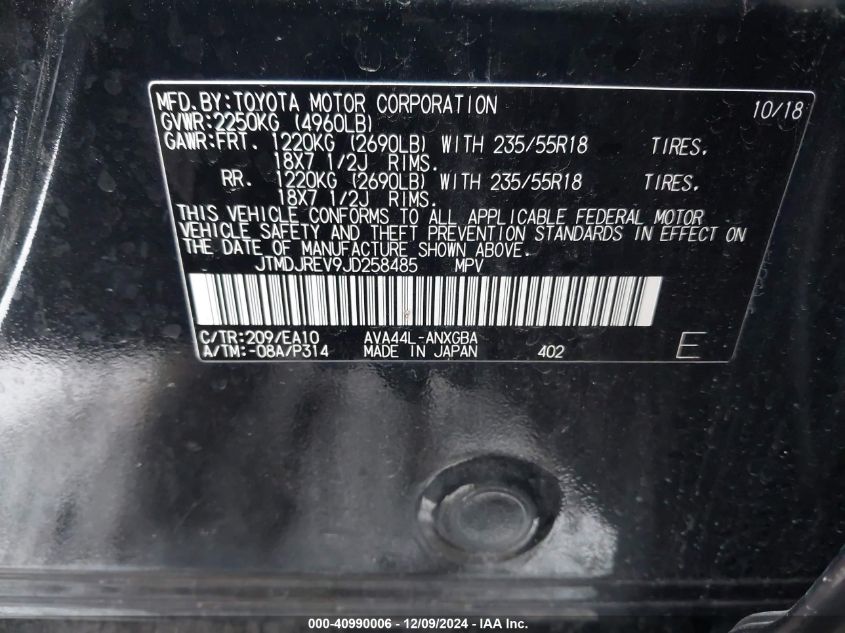 MFD.BY:TOYOTA MOTOR CORPORATION 10/18
GVWR:2250KG (4960LB)
GAWR:FRT. 1220KG (2690LB) WITH 235/55R18 TIRES.
18X7 1/2J RIMS.
RR. 1220KG (2690LB) WITH 235/55R18 TIRES.
18X7 1/2J RIMS.
THIS VEHICLE CONFORMS TO ALL APPLICABLE FEDERAL MOTOR
VEHICLE SAFETY AND THEFT PREVENTION STANDARDS IN EFFECT ON
THE DATE OF MANUFACTURE SHOWN ABOVE.
JTMDJREV9JD258485 MPV
C/TR:209/EA10 AVA44L-ANXGBA
A/TM:-08A/P314 MADE IN JAPAN 402 E
000-40990006 - 12/09/2024 - IAA Inc.